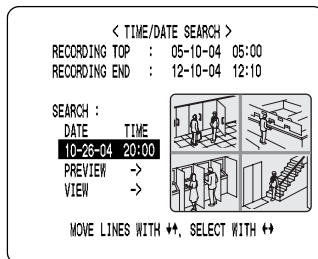 < TIME/DATE SEARCH >
RECORDING TOP : 05-10-04 05:00
RECORDING END : 12-10-04 12:10
SEARCH :
DATE TIME
10-26-04 20:00
PREVIEW ->
VIEW ->
MOVE LINES WITH ↓↑, SELECT WITH ↔